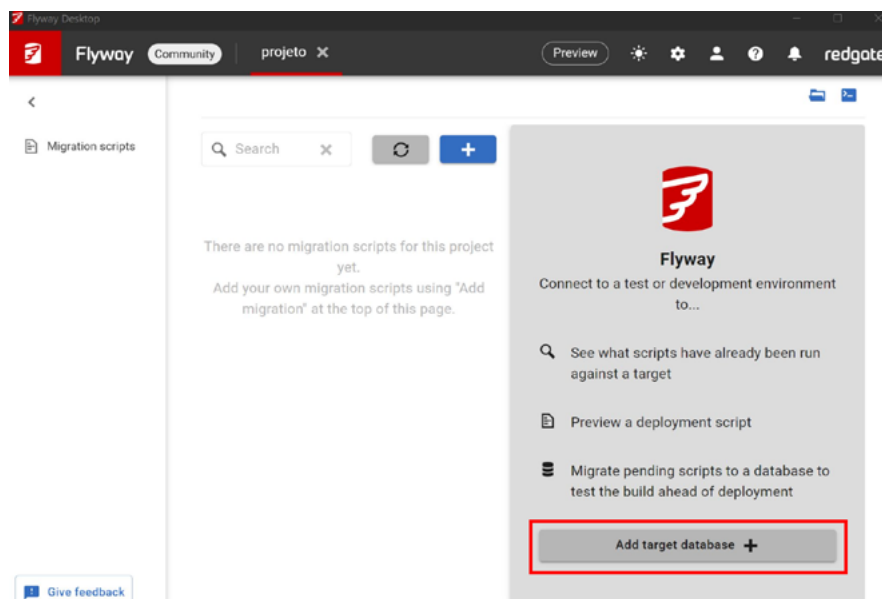 Flyway Desktop
Flyway Community projeto Preview redgate
Migration scripts
Search
There are no migration scripts for this project
yet.
Add your own migration scripts using "Add
migration" at the top of this page.
Flyway
Connect to a test or development environment
to...
See what scripts have already been run
against a target
Preview a deployment script
Migrate pending scripts to a database to
test the build ahead of deployment
Add target database
Give feedback